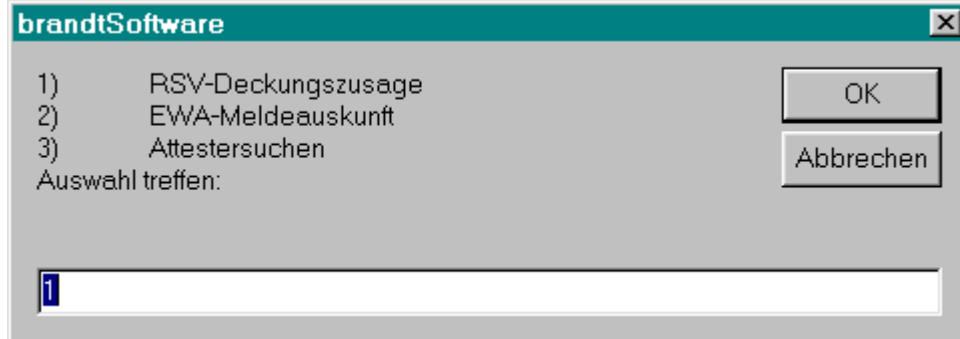 brandtSoftware
1) RSV-Deckungszusage
2) EWA-Meldeauskunft
3) Attestersuchen
Auswahl treffen:
OK
Abbrechen
1